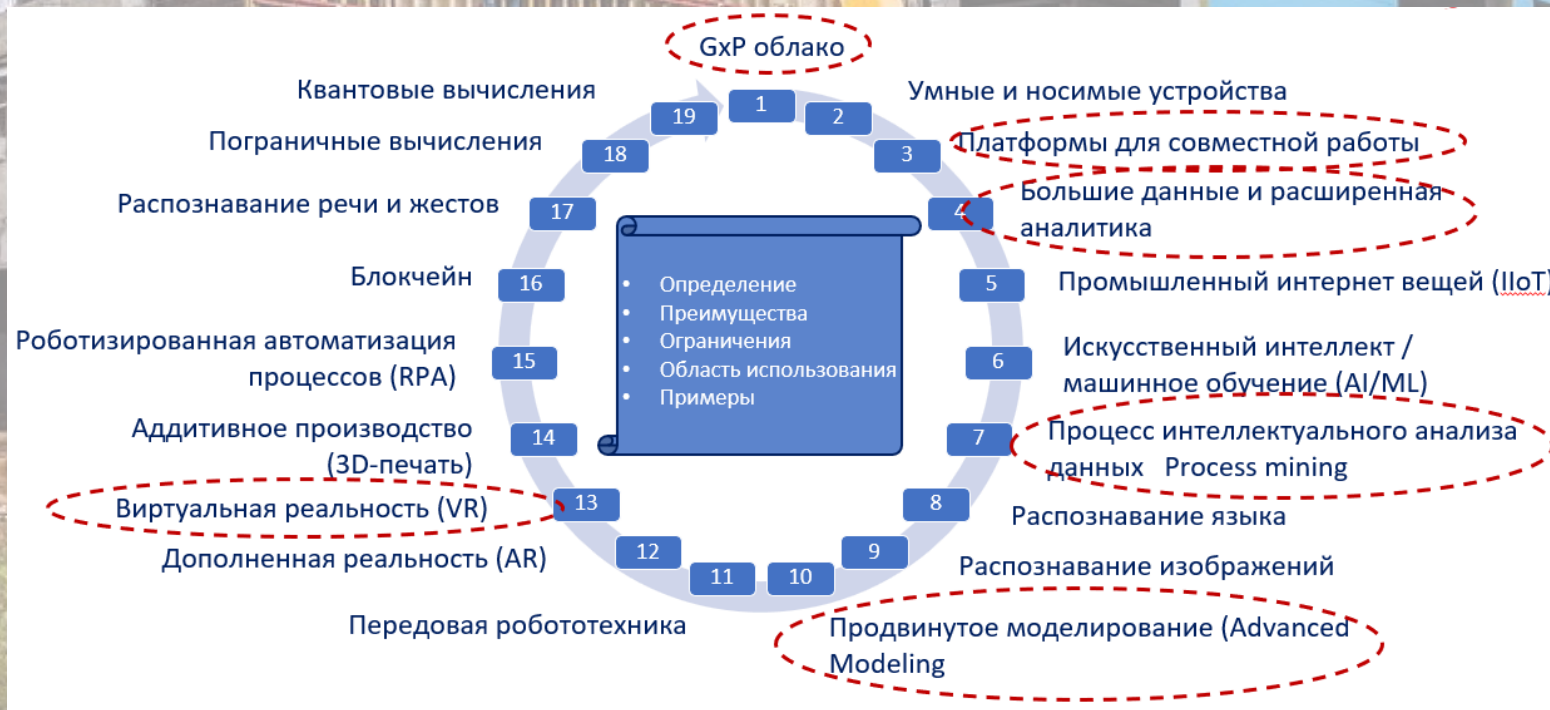 GxP облако
1
2
Умные и носимые устройства
3
Платформы для совместной работы
4
Большие данные и расширенная
аналитика
5
Промышленный интернет вещей (IIoT)
6
Искусственный интеллект /
машинное обучение (AI/ML)
7
Процесс интеллектуального анализа
данных Process mining
8
Распознавание языка
9
Распознавание изображений
10
Продвинутое моделирование (Advanced
Modeling
11
Передовая робототехника
12
Дополненная реальность (AR)
13
Виртуальная реальность (VR)
14
Аддитивное производство
(3D-печать)
15
Роботизированная автоматизация
процессов (RPA)
16
Блокчейн
17
Распознавание речи и жестов
18
Пограничные вычисления
19
Квантовые вычисления
• Определение
• Преимущества
• Ограничения
• Область использования
• Примеры